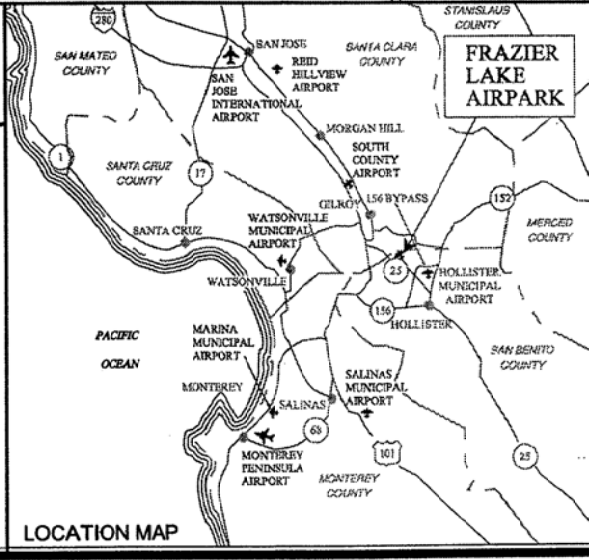 STANISLAUS
COUNTY
280
SAN JOSE
SANTA CLARA
COUNTY
SAN MATEO
COUNTY
FRAZIER
LAKE
AIRPARK
REID
HILLVIEW
AIRPORT
SAN
JOSE
INTERNATIONAL
AIRPORT
MORGAN HILL
SOUTH
COUNTY
AIRPORT
1
SANTA CRUZ
COUNTY
17
GILROY
156 BYPASS
152
MERCED
COUNTY
SANTA CRUZ
WATSONVILLE
MUNICIPAL
AIRPORT
WATSONVILLE
25
HOLLISTER
MUNICIPAL
AIRPORT
156
HOLLISTER
PACIFIC
OCEAN
MARINA
MUNICIPAL
AIRPORT
SAN BENITO
COUNTY
MONTEREY
SALINAS
MUNICIPAL
AIRPORT
SALINAS
68
MONTEREY
PENINSULA
AIRPORT
101
25
MONTEREY
COUNTY
LOCATION MAP